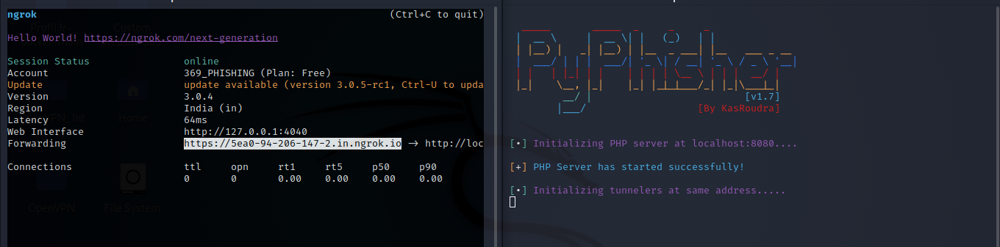 ngrok (Ctrl+C to quit)
Hello World! https://ngrok.com/next-generation
Session Status online
Account 369_PHISHING (Plan: Free)
Update update available (version 3.0.5-rc1, Ctrl-U to upda
Version 3.0.4
Region India (in)
Latency 64ms
Web Interface http://127.0.0.1:4040
Forwarding https://5ea0-94-206-147-2.in.ngrok.io → http://loc
Connections ttl opn rt1 rt5 p50 p90
0 0 0.00 0.00 0.00 0.00
Custom
Home
OpenVPN File System
PyPhisher
[v1.7]
[By KasRoudra]
[•] Initializing PHP server at localhost:8080....
[+] PHP Server has started successfully!
[•] Initializing tunnelers at same address.....